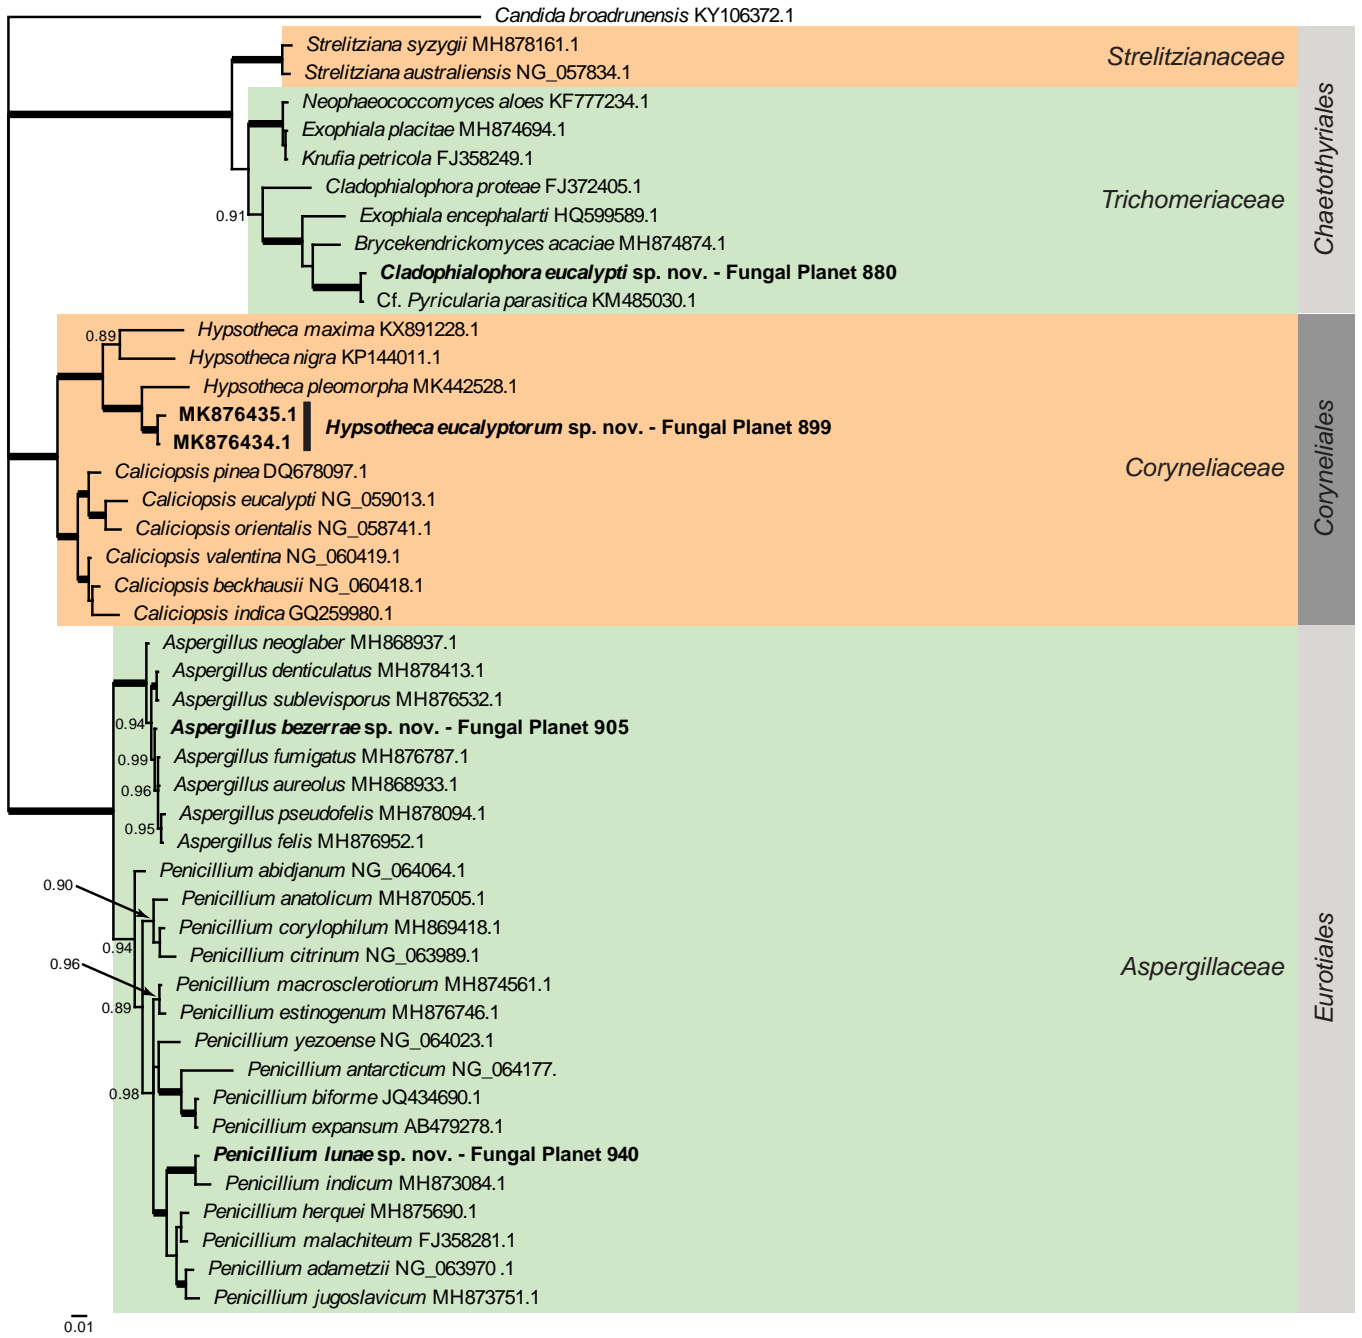 Candida broadrunensis KY106372.1
Strelitziana syzygii MH878161.1
Strelitziana australiensis NG_057834.1
Strelitzianaceae
Neophaeococcomyces aloes KF777234.1
Exophiala placitae MH874694.1
Knufia petricola FJ358249.1
Cladophialophora proteae FJ372405.1
0.91
Exophiala encephalarti HQ599589.1
Brycekendrickomyces acaciae MH874874.1
Cladophialophora eucalypti sp. nov. - Fungal Planet 880
Cf. Pyricularia parasitica KM485030.1
Trichomeriaceae
Chaetothyriales
Hypsotheca maxima KX891228.1
0.89
Hypsotheca nigra KP144011.1
Hypsotheca pleomorpha MK442528.1
MK876435.1
MK876434.1
Hypsotheca eucalyptorum sp. nov. - Fungal Planet 899
Caliciopsis pinea DQ678097.1
Caliciopsis eucalypti NG_059013.1
Caliciopsis orientalis NG_058741.1
Caliciopsis valentina NG_060419.1
Caliciopsis beckhausii NG_060418.1
Caliciopsis indica GQ259980.1
Coryneliaceae
Coryneliales
Aspergillus neoglaber MH868937.1
Aspergillus denticulatus MH878413.1
Aspergillus sublevisporus MH876532.1
0.94
Aspergillus bezerrae sp. nov. - Fungal Planet 905
Aspergillus fumigatus MH876787.1
0.99
Aspergillus aureolus MH868933.1
0.96
Aspergillus pseudofelis MH878094.1
0.95
Aspergillus felis MH876952.1
Penicillium abidjanum NG_064064.1
0.90
Penicillium anatolicum MH870505.1
Penicillium corylophilum MH869418.1
0.94
Penicillium citrinum NG_063989.1
0.96
Penicillium macrosclerotiorum MH874561.1
0.89
Penicillium estinogenum MH876746.1
Penicillium yezoense NG_064023.1
Penicillium antarcticum NG_064177.
0.98
Penicillium biforme JQ434690.1
Penicillium expansum AB479278.1
Penicillium lunae sp. nov. - Fungal Planet 940
Penicillium indicum MH873084.1
Penicillium herquei MH875690.1
Penicillium malachiteum FJ358281.1
Penicillium adametzii NG_063970 .1
Penicillium jugoslavicum MH873751.1
Aspergillaceae
Eurotiales
0.01